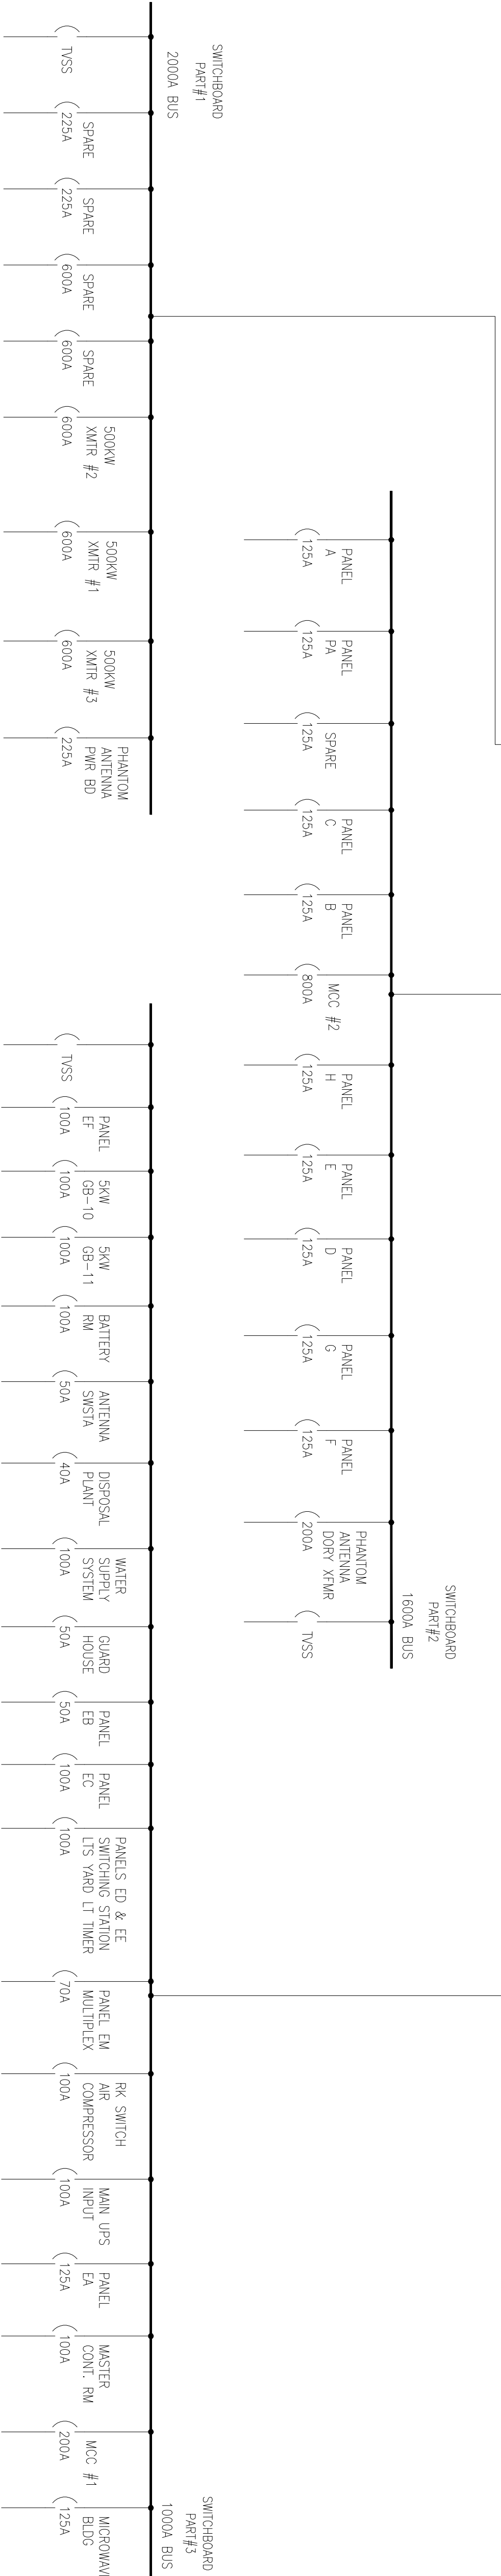 SWITCHBOARD
PART#1
2000A BUS
TVSS
SPARE
225A
SPARE
225A
SPARE
600A
SPARE
600A
500KW
XMTR #2
600A
500KW
XMTR #1
600A
500KW
XMTR #3
600A
PHANTOM
ANTENNA
PWR BD
225A
SWITCHBOARD
PART#2
1600A BUS
PANEL
A
125A
PANEL
PA
125A
SPARE
125A
PANEL
C
125A
PANEL
B
125A
MCC #2
800A
PANEL
H
125A
PANEL
E
125A
PANEL
D
125A
PANEL
G
125A
PANEL
F
125A
PHANTOM
ANTENNA
DORY XFMR
200A
TVSS
SWITCHBOARD
PART#3
1000A BUS
TVSS
PANEL
EF
100A
5KW
GB-10
100A
5KW
GB-11
100A
BATTERY
RM
100A
ANTENNA
SWSTA
50A
DISPOSAL
PLANT
40A
WATER
SUPPLY
SYSTEM
100A
GUARD
HOUSE
50A
PANEL
EB
50A
PANEL
EC
100A
PANELS ED & EE
SWITCHING STATION
LTS YARD LT TIMER
100A
PANEL EM
MULTIPLEX
70A
RK SWITCH
AIR
COMPRESSOR
100A
MAIN UPS
INPUT
100A
PANEL
EA
125A
MASTER
CONT. RM
100A
MCC #1
200A
MICROWAV
BLDG
125A